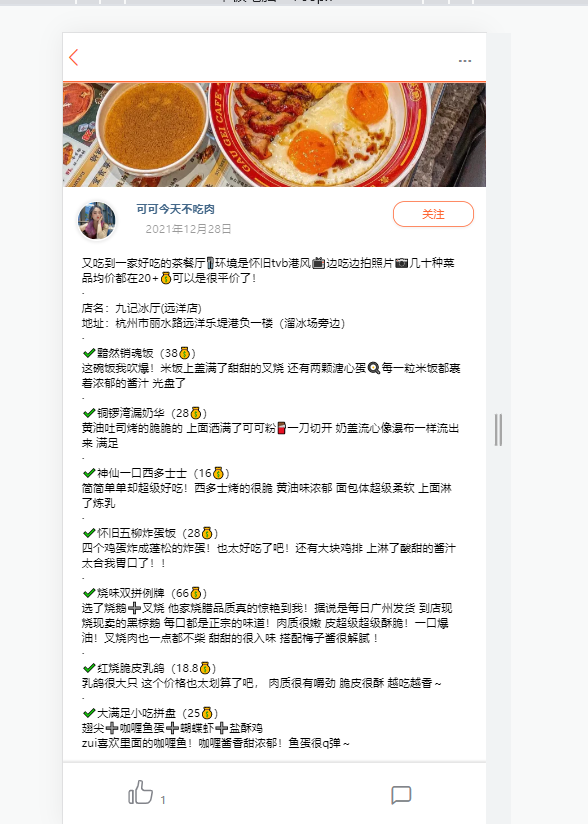 GAU GEI CAFE
可可今天不吃肉
关注
2021年12月28日
又吃到一家好吃的茶餐厅🥢环境是怀旧tvb港风📺边吃边拍照片📷几十种菜
品均价都在20+💰可以是很平价了!
.
店名:九记冰厅(远洋店)
地址:杭州市丽水路远洋乐堤港负一楼(溜冰场旁边)
.
✔黯然销魂饭(38💰)
这碗饭我吹爆!米饭上盖满了甜甜的叉烧 还有两颗溏心蛋🍳每一粒米饭都裹
着浓郁的酱汁 光盘了
.
✔铜锣湾漏奶华(28💰)
黄油吐司烤的脆脆的 上面洒满了可可粉🍫一刀切开 奶盖流心像瀑布一样流出
来 满足
.
✔神仙一口西多士士(16💰)
简简单单却超级好吃!西多士烤的很脆 黄油味浓郁 面包体超级柔软 上面淋
了炼乳
.
✔怀旧五柳炸蛋饭(28💰)
四个鸡蛋炸成蓬松的炸蛋!也太好吃了吧!还有大块鸡排 上淋了酸甜的酱汁
太合我胃口了!!
.
✔烧味双拼例牌(66💰)
选了烧鹅➕叉烧 他家烧腊品质真的惊艳到我!据说是每日广州发货 到店现
烧现卖的黑棕鹅 每口都是正宗的味道!肉质很嫩 皮超级超级酥脆!一口爆
油!叉烧肉也一点都不柴 甜甜的很入味 搭配梅子酱很解腻!
.
✔红烧脆皮乳鸽(18.8💰)
乳鸽很大只 这个价格也太划算了吧, 肉质很有嚼劲 脆皮很酥 越吃越香~
.
✔大满足小吃拼盘(25💰)
翅尖➕咖喱鱼蛋➕蝴蝶虾➕盐酥鸡
zui喜欢里面的咖喱鱼!咖喱酱香甜浓郁!鱼蛋很q弹~
1